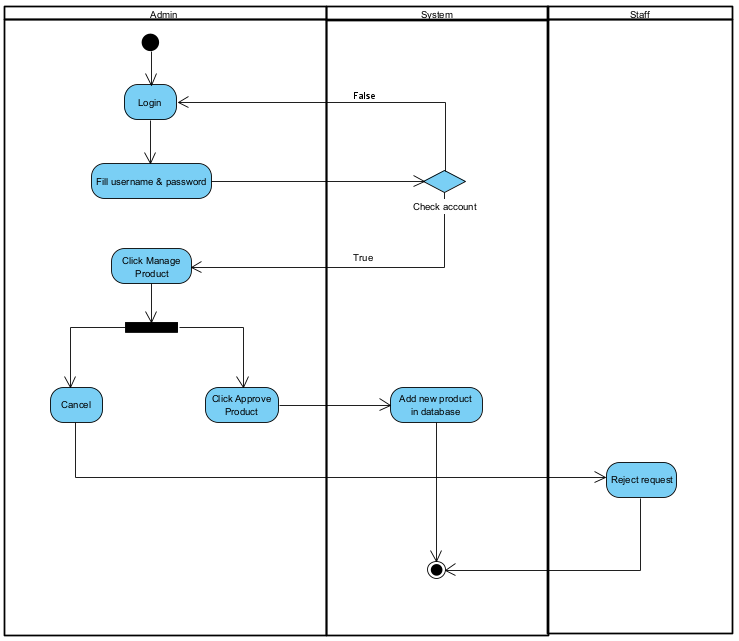 Admin
System
Staff
Login
False
Fill username & password
Check account
Click Manage
Product
True
Cancel
Click Approve
Product
Add new product
in database
Reject request